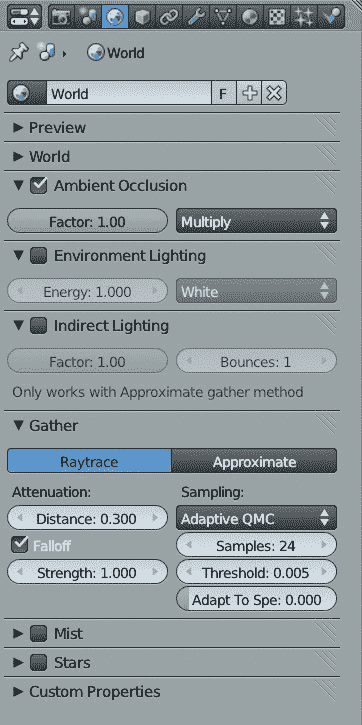 World
World F
Preview
World
Ambient Occlusion
Factor: 1.00 Multiply
Environment Lighting
Energy: 1.000 White
Indirect Lighting
Factor: 1.00 Bounces: 1
Only works with Approximate gather method
Gather
Raytrace Approximate
Attenuation: Sampling:
Distance: 0.300 Adaptive QMC
Falloff Samples: 24
Strength: 1.000 Threshold: 0.005
Adapt To Spe: 0.000
Mist
Stars
Custom Properties